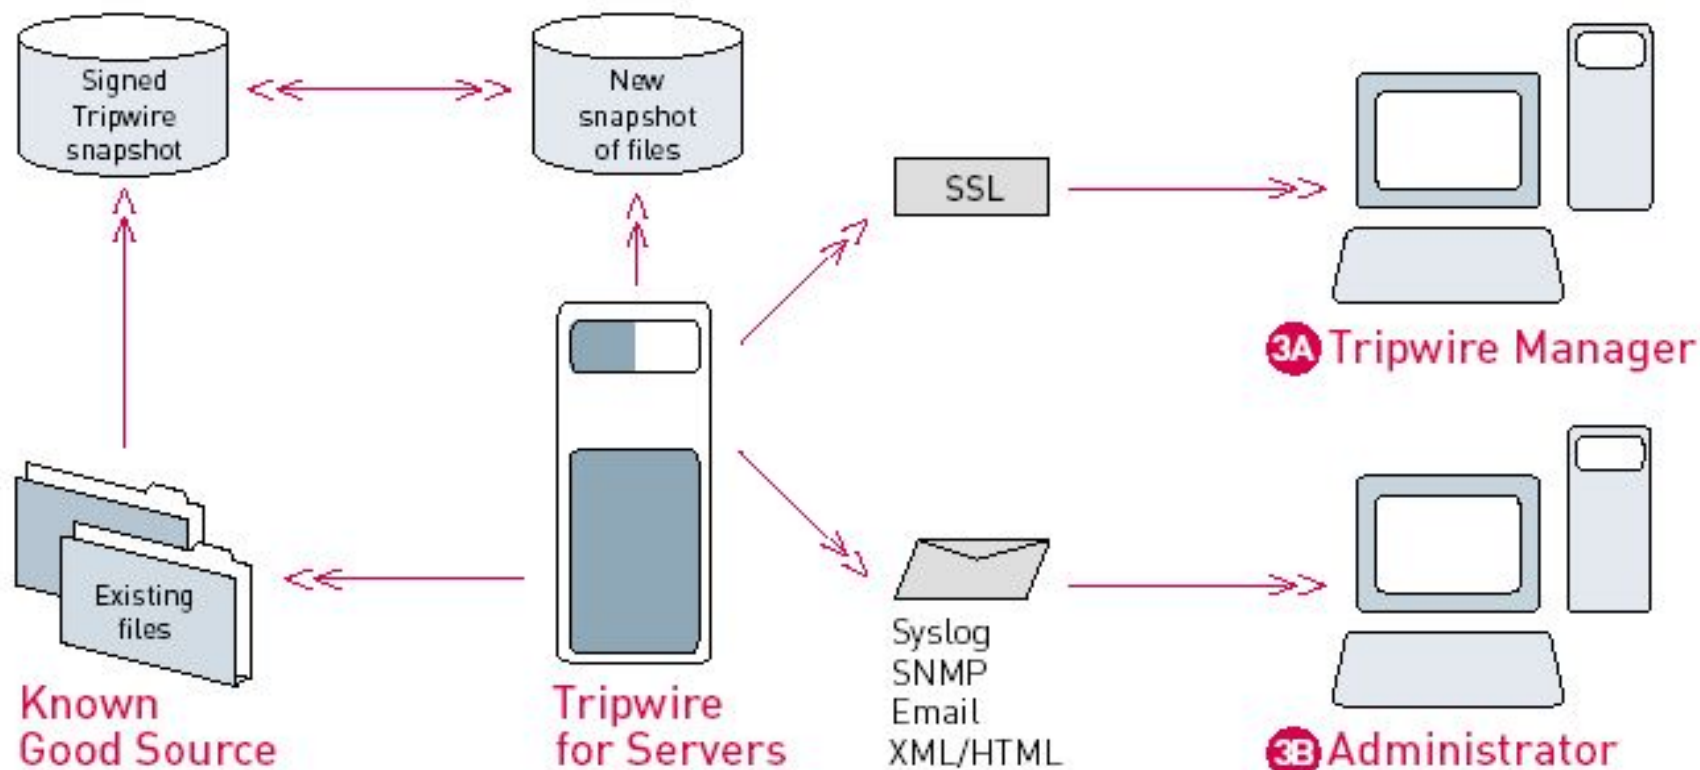 Signed
Tripwire
snapshot
New
snapshot
of files
SSL
3A Tripwire Manager
Existing
files
Known
Good Source
Tripwire
for Servers
Syslog
SNMP
Email
XML/HTML
3B Administrator